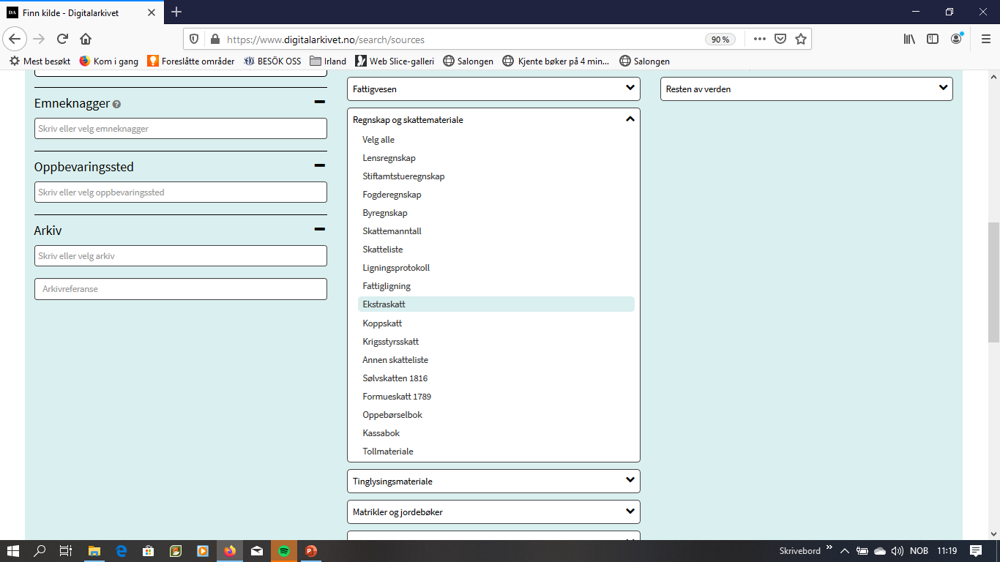 Finn kilde - Digitalarkivet
https://www.digitalarkivet.no/search/sources
90 %
Mest besøkt
Kom i gang
Foreslåtte områder
BESÖK OSS
Irland
Web Slice-galleri
Salongen
Kjente bøker på 4 min...
Salongen
Emneknagger
Skriv eller velg emneknagger
Oppbevaringssted
Skriv eller velg oppbevaringssted
Arkiv
Skriv eller velg arkiv
Arkivreferanse
Fattigvesen
Regnskap og skattemateriale
Velg alle
Lensregnskap
Stiftamtstueregnskap
Fogderegnskap
Byregnskap
Skattemanntall
Skatteliste
Ligningsprotokoll
Fattigligning
Ekstraskatt
Koppskatt
Krigsstyrsskatt
Annen skatteliste
Sølvskatten 1816
Formueskatt 1789
Oppebørselbok
Kassabok
Tollmateriale
Tinglysingsmateriale
Matrikler og jordebøker
Resten av verden
Skrivebord
NOB
11:19